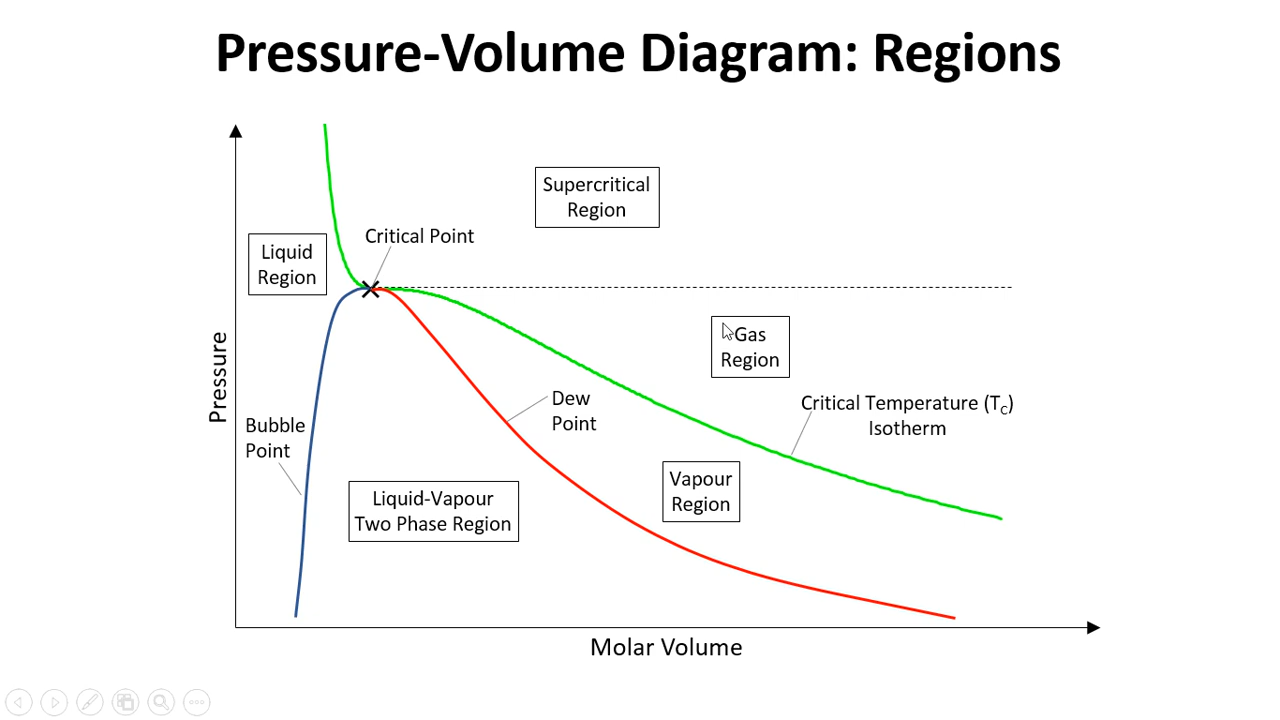 Pressure-Volume Diagram: Regions
Supercritical
Region
Critical Point
Liquid
Region
Gas
Region
Pressure
Dew
Point
Critical Temperature (T_C)
Isotherm
Bubble
Point
Vapour
Region
Liquid-Vapour
Two Phase Region
Molar Volume